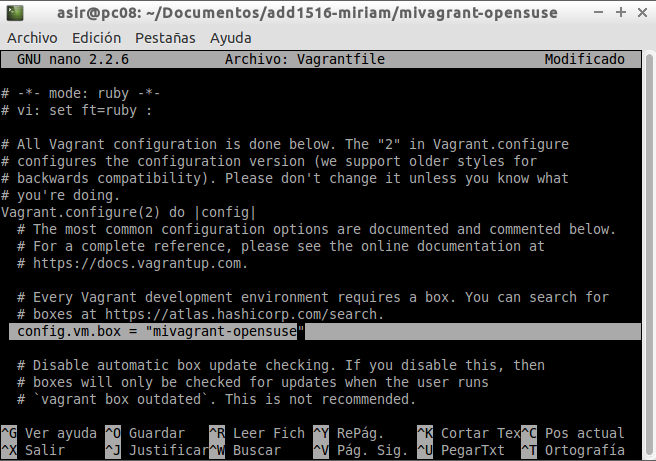 asir@pc08: ~/Documentos/add1516-miriam/mivagrant-opensuse
Archivo Edición Pestañas Ayuda
GNU nano 2.2.6 Archivo: Vagrantfile Modificado
# -*- mode: ruby -*-
# vi: set ft=ruby :
# All Vagrant configuration is done below. The "2" in Vagrant.configure
# configures the configuration version (we support older styles for
# backwards compatibility). Please don't change it unless you know what
# you're doing.
Vagrant.configure(2) do |config|
# The most common configuration options are documented and commented below.
# For a complete reference, please see the online documentation at
# https://docs.vagrantup.com.
# Every Vagrant development environment requires a box. You can search for
# boxes at https://atlas.hashicorp.com/search.
config.vm.box = "mivagrant-opensuse"
# Disable automatic box update checking. If you disable this, then
# boxes will only be checked for updates when the user runs
# `vagrant box outdated`. This is not recommended.
^G Ver ayuda ^O Guardar ^R Leer Fich ^Y RePág. ^K Cortar Tex ^C Pos actual
^X Salir ^J Justificar ^W Buscar ^V Pág. Sig. ^U PegarTxt ^T Ortografía